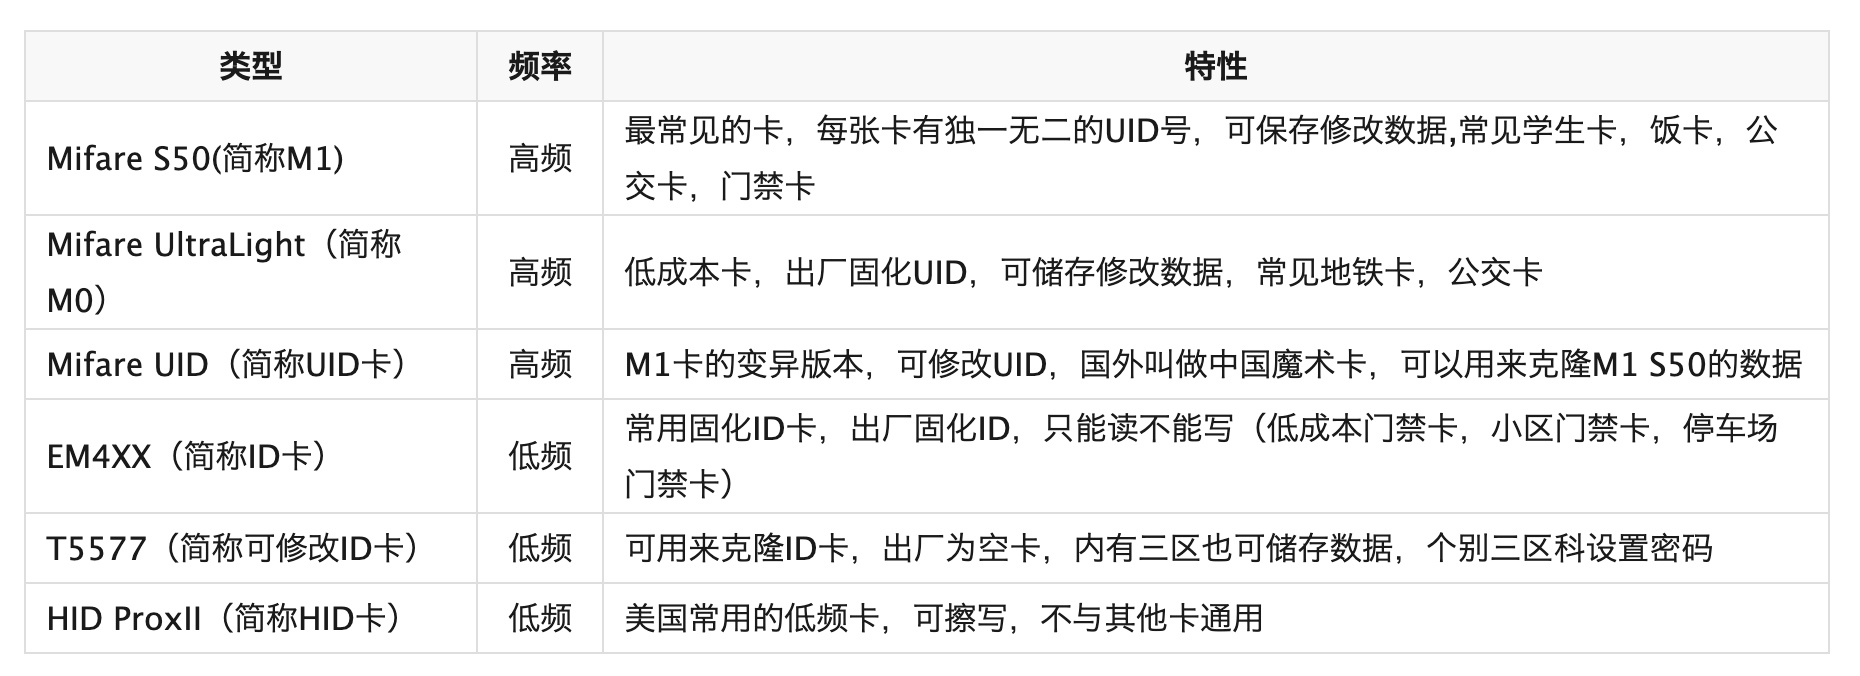 类型 频率 特性
Mifare S50(简称M1) 高频 最常见的卡，每张卡有独一无二的UID号，可保存修改数据,常见学生卡，饭卡，公
交卡，门禁卡
Mifare UltraLight（简称
M0） 高频 低成本卡，出厂固化UID，可储存修改数据，常见地铁卡，公交卡
Mifare UID（简称UID卡） 高频 M1卡的变异版本，可修改UID，国外叫做中国魔术卡，可以用来克隆M1 S50的数据
EM4XX（简称ID卡） 低频 常用固化ID卡，出厂固化ID，只能读不能写（低成本门禁卡，小区门禁卡，停车场
门禁卡）
T5577（简称可修改ID卡） 低频 可用来克隆ID卡，出厂为空卡，内有三区也可储存数据，个别三区科设置密码
HID ProxII（简称HID卡） 低频 美国常用的低频卡，可擦写，不与其他卡通用